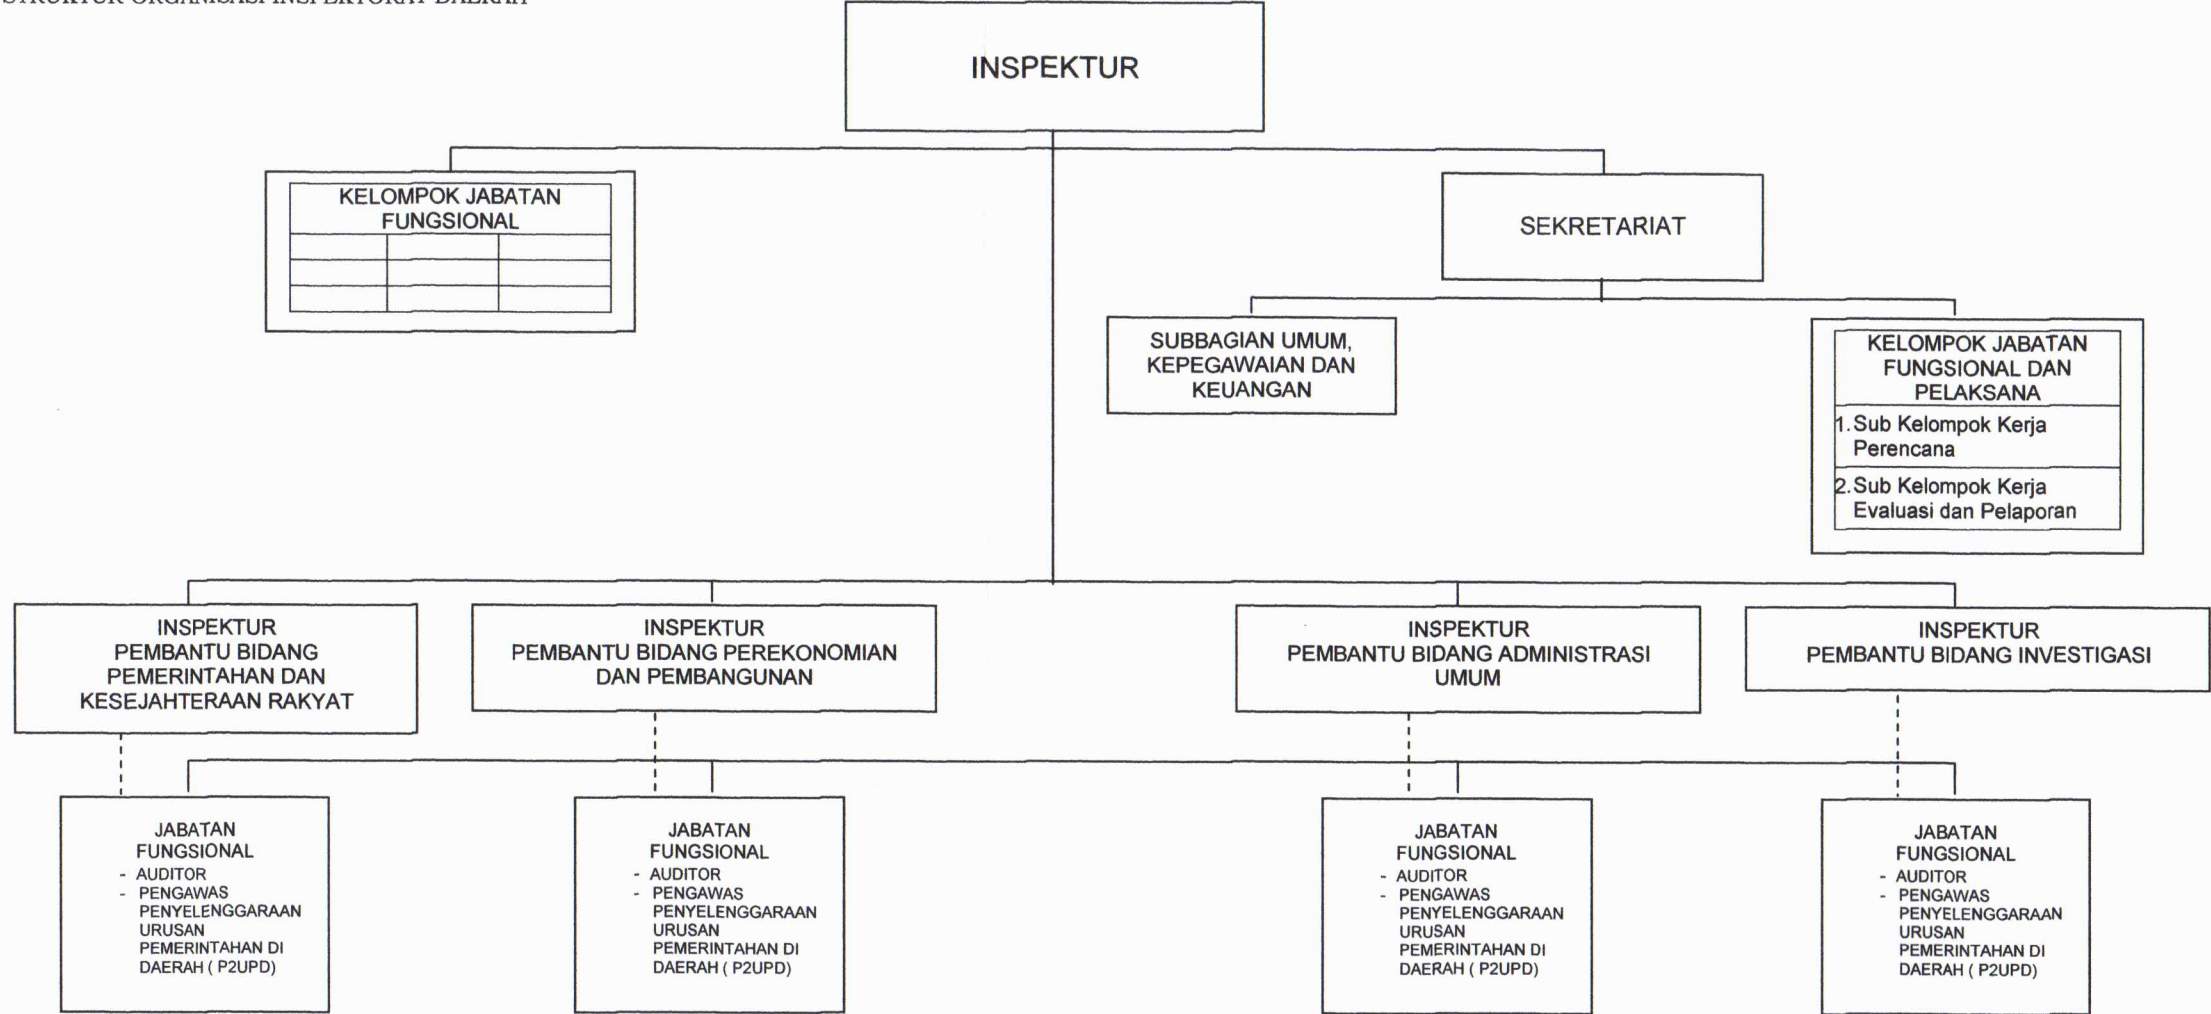 STRUKTUR ORGANISASI INSPEKTORAT DAERAH
INSPEKTUR
KELOMPOK JABATAN
FUNGSIONAL
SEKRETARIAT
SUBBAGIAN UMUM,
KEPEGAWAIAN DAN
KEUANGAN
KELOMPOK JABATAN
FUNGSIONAL DAN
PELAKSANA
1. Sub Kelompok Kerja
Perencana
2. Sub Kelompok Kerja
Evaluasi dan Pelaporan
INSPEKTUR
PEMBANTU BIDANG
PEMERINTAHAN DAN
KESEJAHTERAAN RAKYAT
INSPEKTUR
PEMBANTU BIDANG PEREKONOMIAN
DAN PEMBANGUNAN
INSPEKTUR
PEMBANTU BIDANG ADMINISTRASI
UMUM
INSPEKTUR
PEMBANTU BIDANG INVESTIGASI
JABATAN
FUNGSIONAL
- AUDITOR
- PENGAWAS
PENYELENGGARAAN
URUSAN
PEMERINTAHAN DI
DAERAH ( P2UPD)
JABATAN
FUNGSIONAL
- AUDITOR
- PENGAWAS
PENYELENGGARAAN
URUSAN
PEMERINTAHAN DI
DAERAH ( P2UPD)
JABATAN
FUNGSIONAL
- AUDITOR
- PENGAWAS
PENYELENGGARAAN
URUSAN
PEMERINTAHAN DI
DAERAH ( P2UPD)
JABATAN
FUNGSIONAL
- AUDITOR
- PENGAWAS
PENYELENGGARAAN
URUSAN
PEMERINTAHAN DI
DAERAH ( P2UPD)